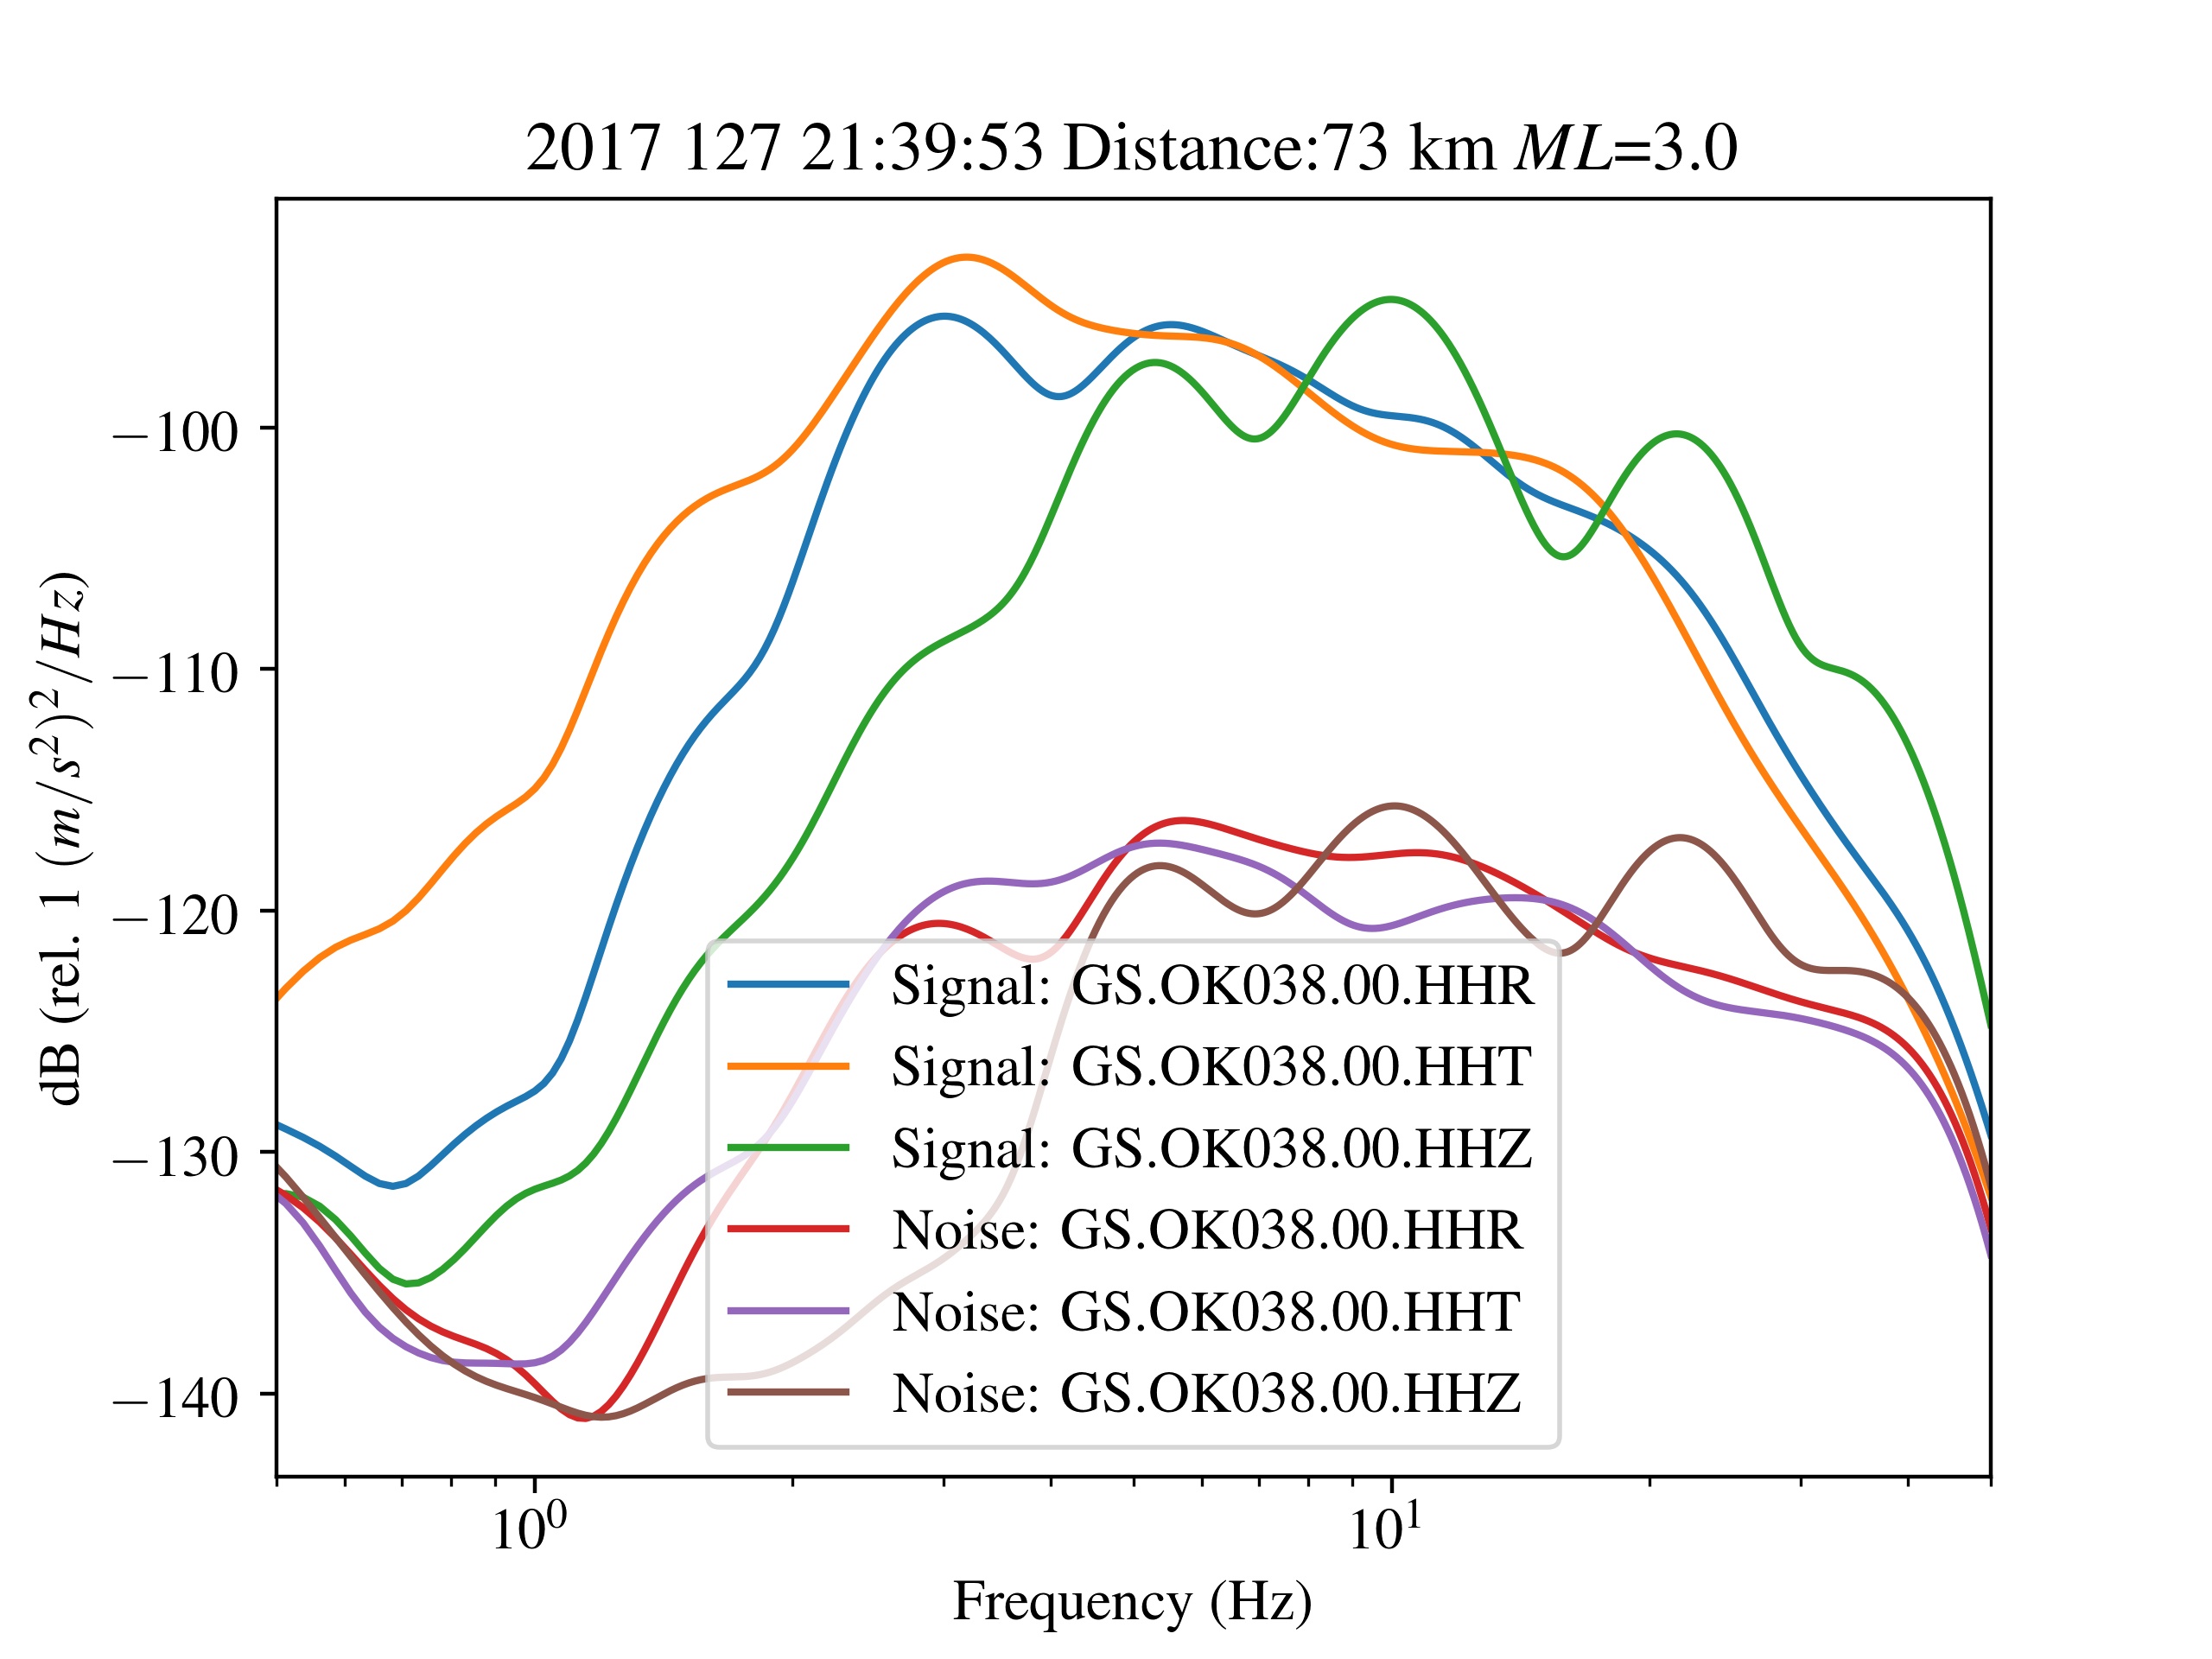 2017 127 21:39:53 Distance:73 km ML=3.0
dB (rel. 1 (m/s²)²/Hz)
−100
−110
−120
−130
−140
Signal: GS.OK038.00.HHR
Signal: GS.OK038.00.HHT
Signal: GS.OK038.00.HHZ
Noise: GS.OK038.00.HHR
Noise: GS.OK038.00.HHT
Noise: GS.OK038.00.HHZ
10⁰ 10¹
Frequency (Hz)